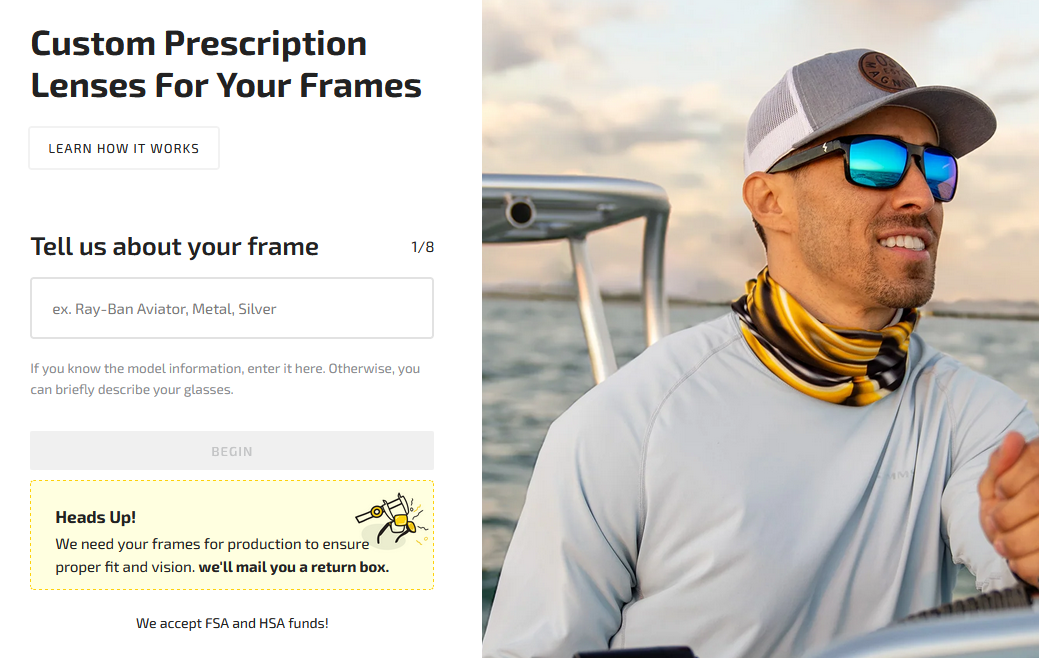 Custom Prescription
Lenses For Your Frames
LEARN HOW IT WORKS
Tell us about your frame
1/8
ex. Ray-Ban Aviator, Metal, Silver
If you know the model information, enter it here. Otherwise, you
can briefly describe your glasses.
BEGIN
Heads Up!
We need your frames for production to ensure
proper fit and vision. we'll mail you a return box.
We accept FSA and HSA funds!